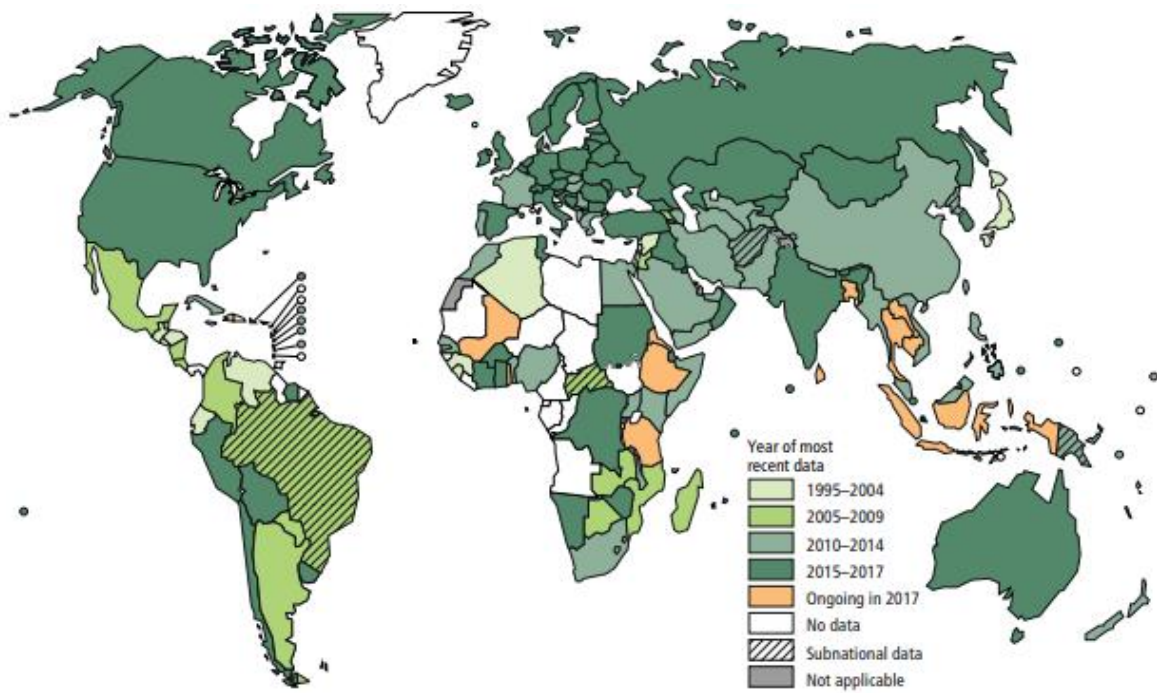 Year of most
recent data
1995–2004
2005–2009
2010–2014
2015–2017
Ongoing in 2017
No data
Subnational data
Not applicable